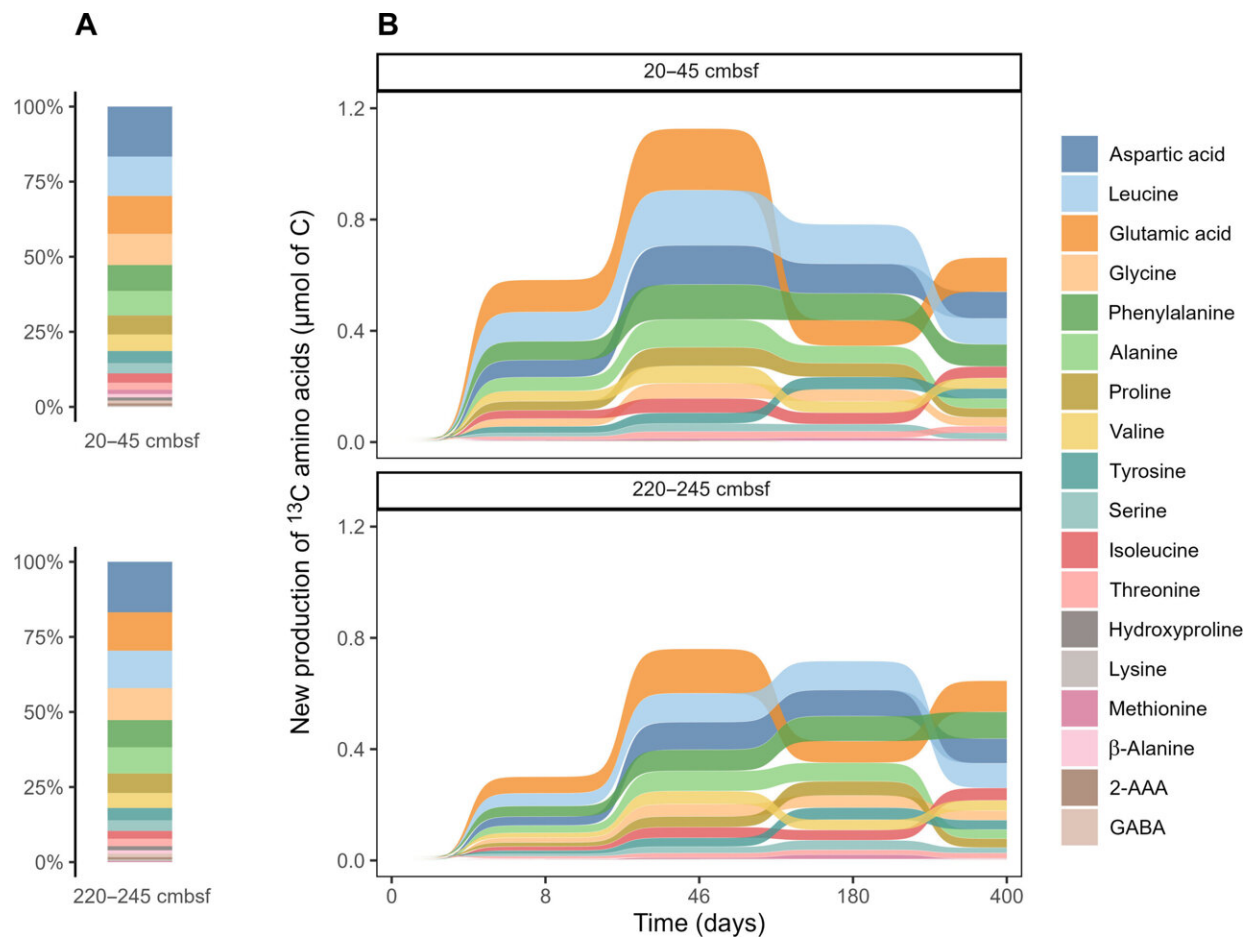 A
100%
75%
50%
25%
0%
20–45 cmbsf
100%
75%
50%
25%
0%
220–245 cmbsf
B
20–45 cmbsf
1.2
0.8
0.4
0.0
220–245 cmbsf
1.2
0.8
0.4
0.0
New production of ¹³C amino acids (μmol of C)
0
8
46
180
400
Time (days)
Aspartic acid
Leucine
Glutamic acid
Glycine
Phenylalanine
Alanine
Proline
Valine
Tyrosine
Serine
Isoleucine
Threonine
Hydroxyproline
Lysine
Methionine
β-Alanine
2-AAA
GABA